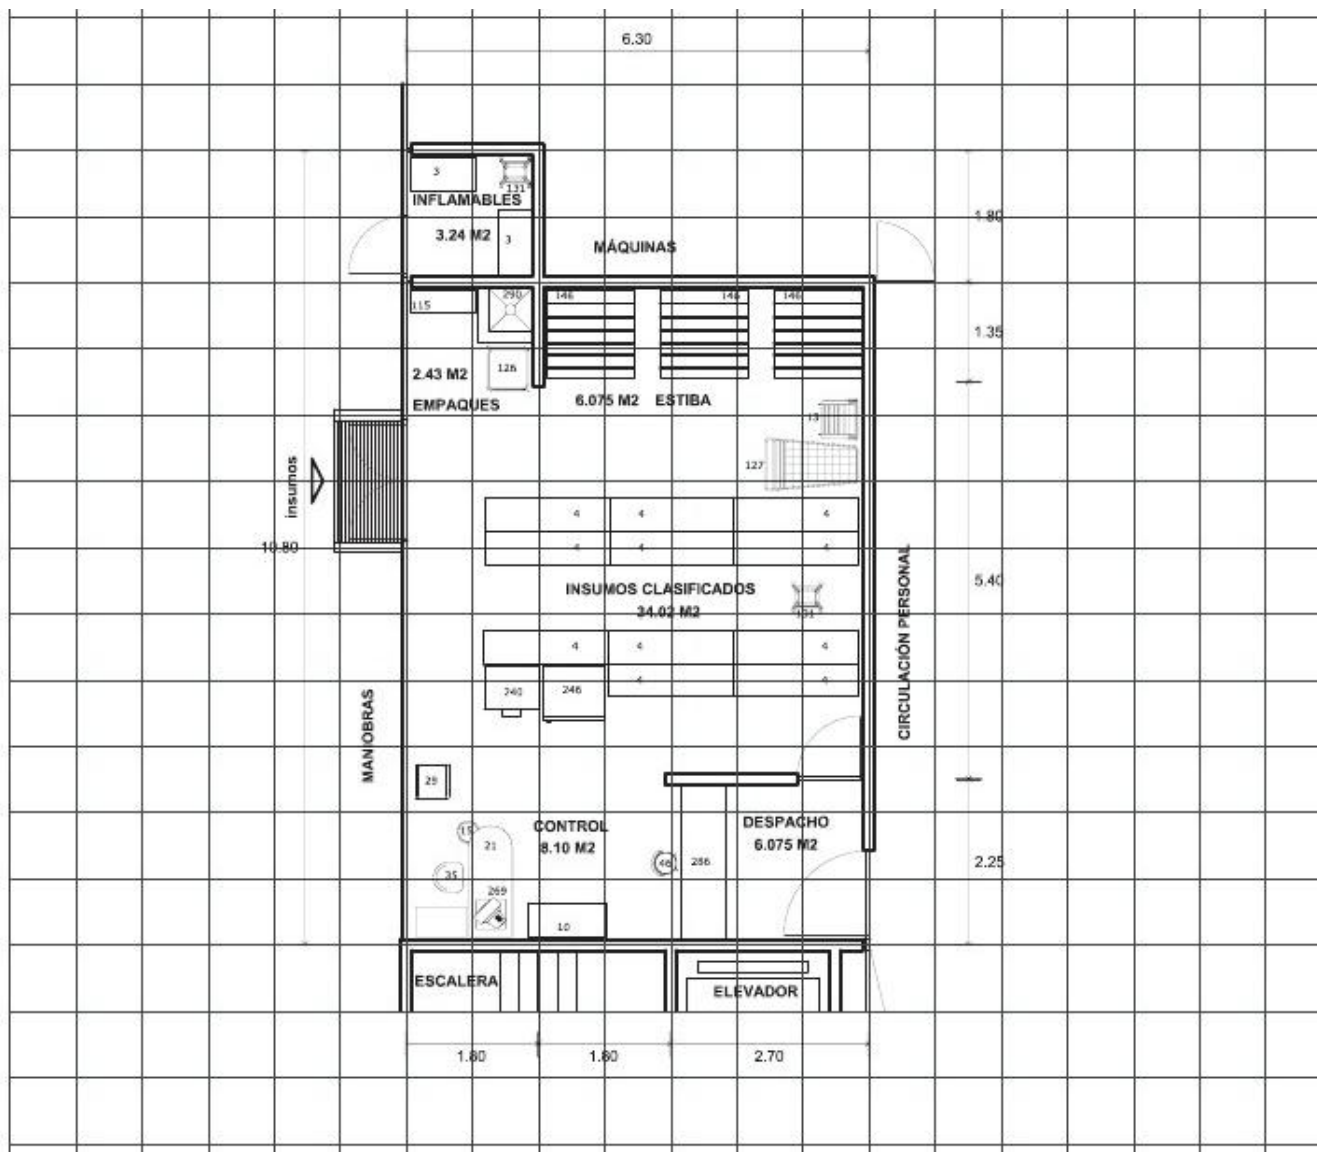 6.30
3
131
INFLAMABLES
3.24 M2
3
MÁQUINAS
1.80
115
290
146
146
146
1.35
2.43 M2
126
EMPAQUES
6.075 M2 ESTIBA
13
127
insumos
4 4 4
4 4 4
10.80
INSUMOS CLASIFICADOS
34.02 M2
131
5.40
CIRCULACIÓN PERSONAL
4 4 4
4 4
240
246
MANIOBRAS
29
CONTROL
8.10 M2
DESPACHO
6.075 M2
15
21
46
286
2.25
35
269
10
ESCALERA
ELEVADOR
1.80
1.80
2.70